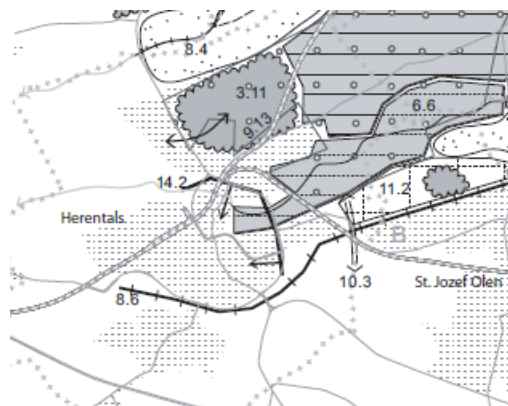 8.4
3.11
9.13
6.6
14.2
11.2
Herentals
B
10.3
St. Jozef Olen
8.6